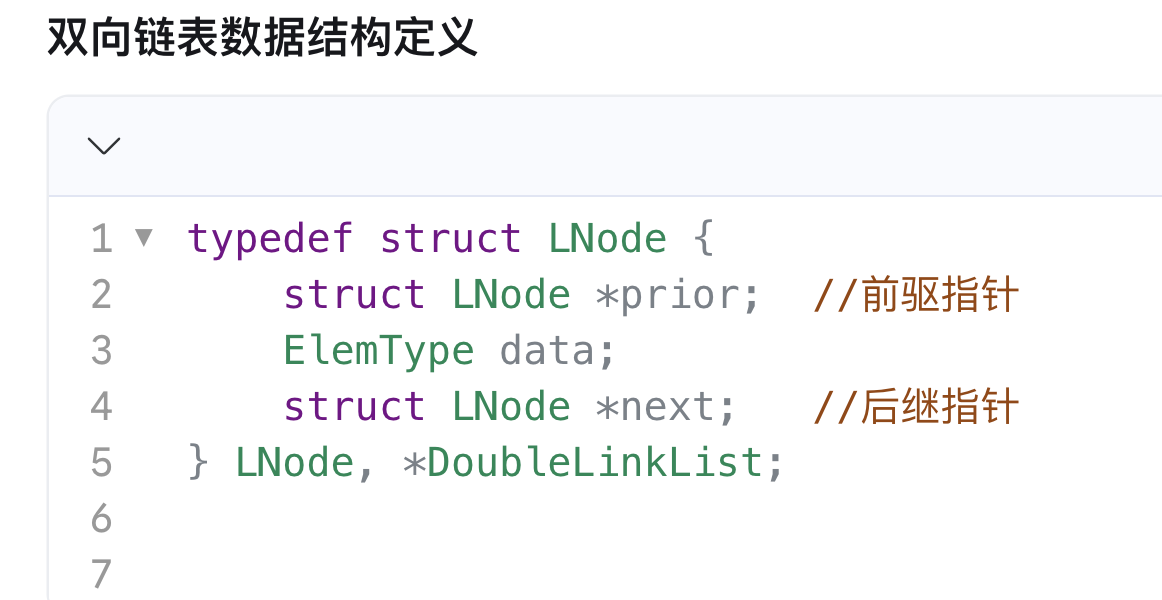 双向链表数据结构定义
1 ▼ typedef struct LNode {
2 struct LNode *prior; //前驱指针
3 ElemType data;
4 struct LNode *next; //后继指针
5 } LNode, *DoubleLinkList;
6
7